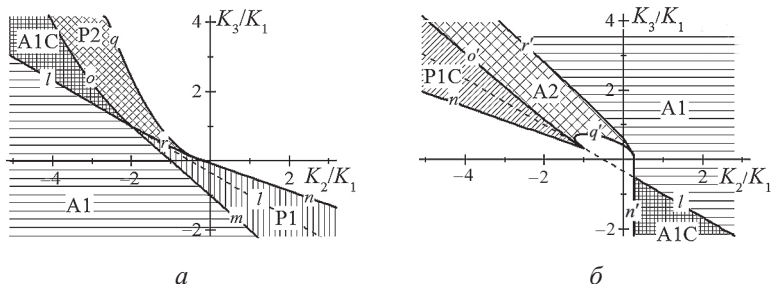 4 K₃/K₁
A1C P2 q
l o 2
r
−4 −2 2 K₂/K₁
l n
A1 P1
m
−2
а
4 K₃/K₁
r'
o'
P1C A2 2 A1
n
q'
−4 −2 2 K₂/K₁
l
n'
−2 A1C
б